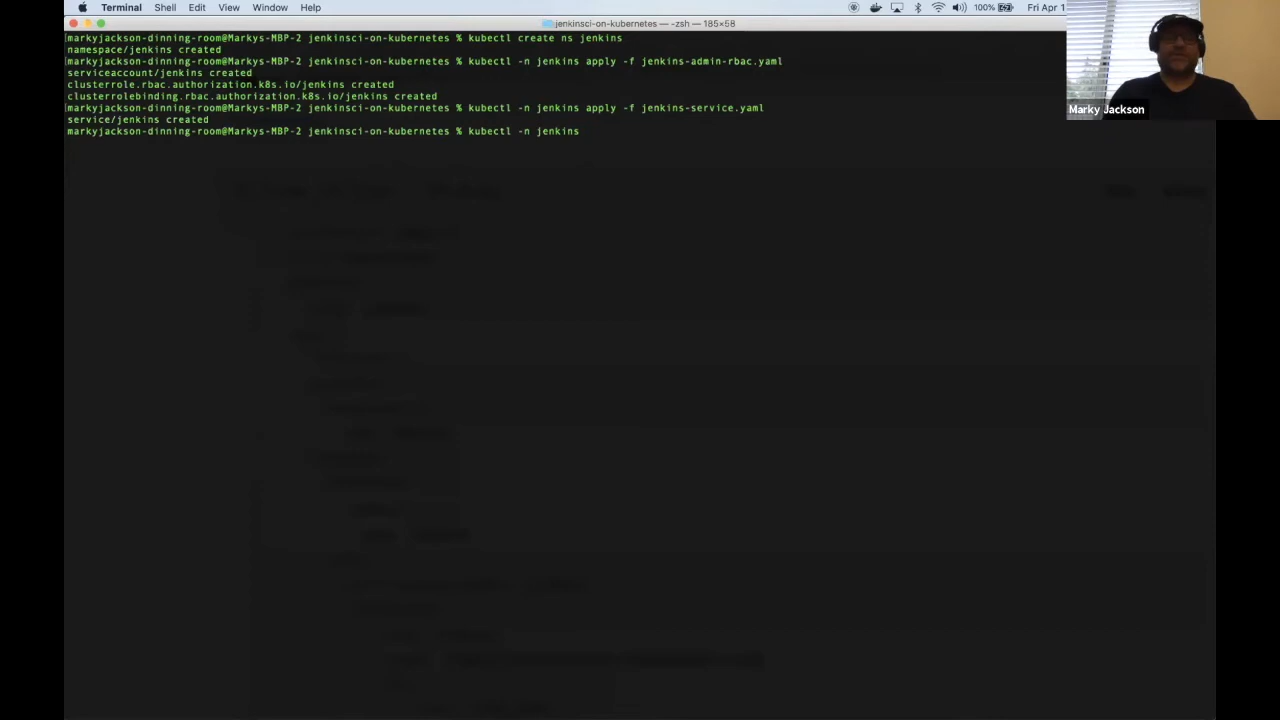 Terminal Shell Edit View Window Help 100% Fri Apr 1
jenkinsci-on-kubernetes — -zsh — 185×58
markyjackson-dinning-room@Markys-MBP-2 jenkinsci-on-kubernetes % kubectl create ns jenkins
namespace/jenkins created
markyjackson-dinning-room@Markys-MBP-2 jenkinsci-on-kubernetes % kubectl -n jenkins apply -f jenkins-admin-rbac.yaml
serviceaccount/jenkins created
clusterrole.rbac.authorization.k8s.io/jenkins created
clusterrolebinding.rbac.authorization.k8s.io/jenkins created
markyjackson-dinning-room@Markys-MBP-2 jenkinsci-on-kubernetes % kubectl -n jenkins apply -f jenkins-service.yaml
service/jenkins created
markyjackson-dinning-room@Markys-MBP-2 jenkinsci-on-kubernetes % kubectl -n jenkins
Marky Jackson